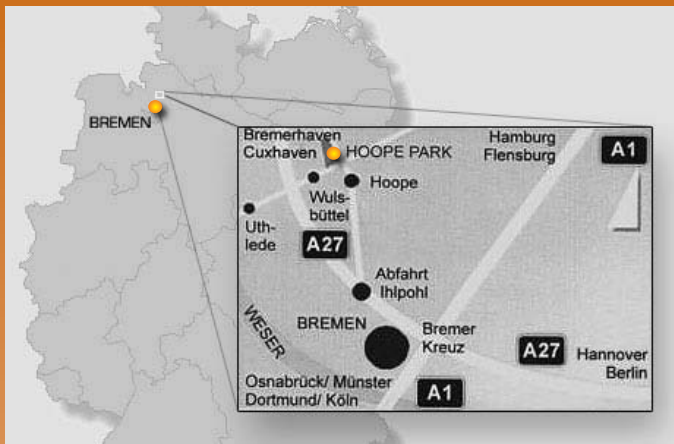 BREMEN
Bremerhaven
Cuxhaven
HOOPE PARK
Hamburg
Flensburg
A1
Hoope
Wuls-
büttel
Uth-
lede
A27
Abfahrt
Ihlpohl
WESER
BREMEN
Bremer
Kreuz
A27
Hannover
Berlin
Osnabrück/ Münster
Dortmund/ Köln
A1